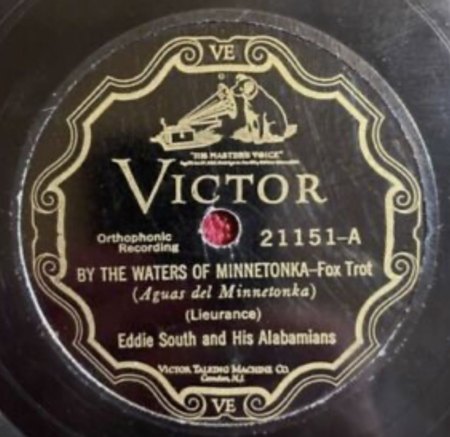 VE
"HIS MASTER'S VOICE"
VICTOR
Orthophonic
Recording
21151-A
BY THE WATERS OF MINNETONKA-Fox Trot
(Aguas del Minnetonka)
(Lieurance)
Eddie South and His Alabamians
VICTOR TALKING MACHINE CO.
Camden, N.J.
VE